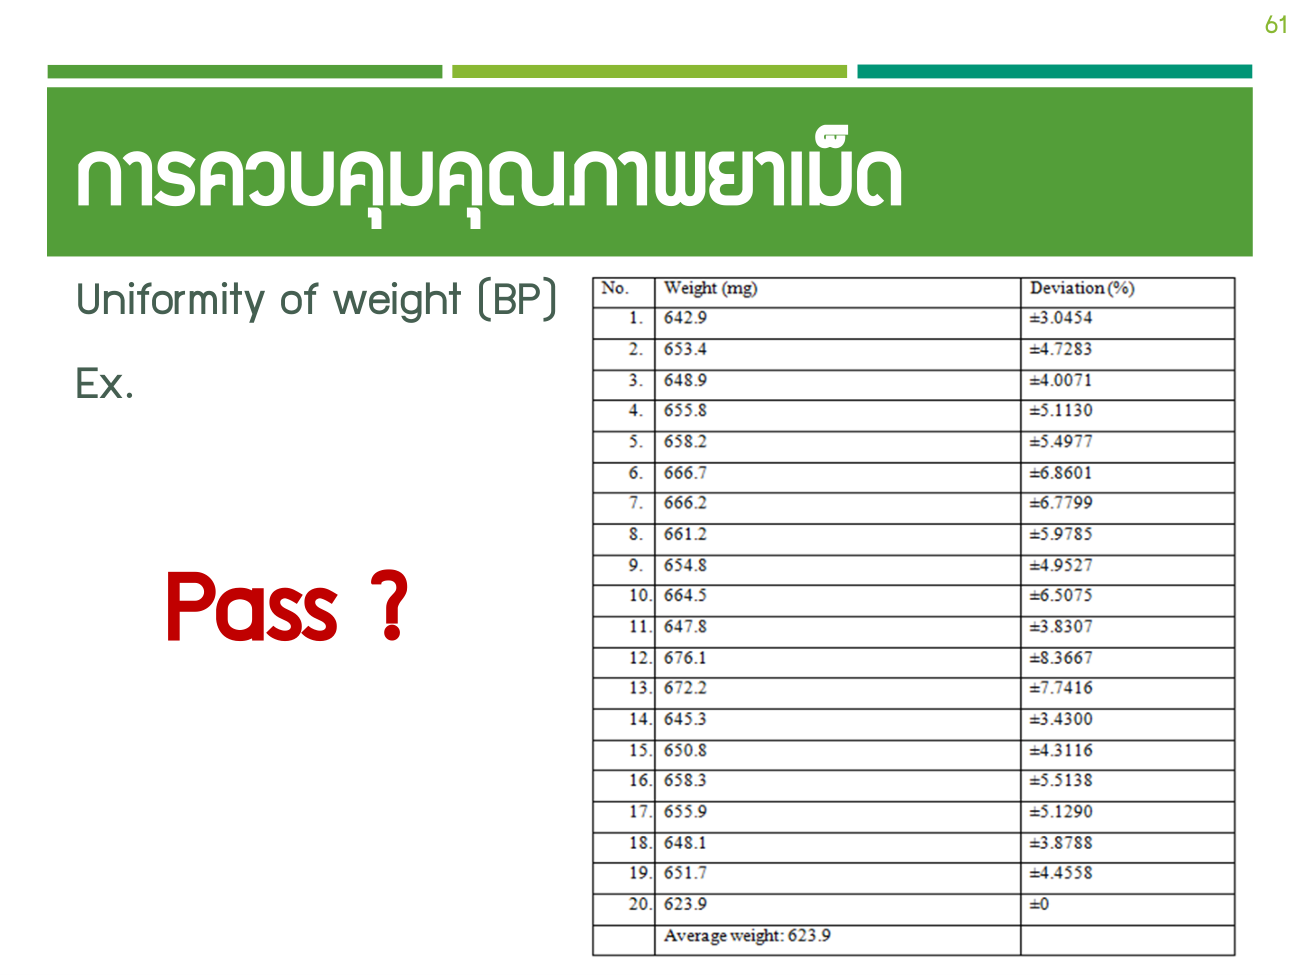 61
การควบคุมคุณภาพยาเม็ด
Uniformity of weight (BP)
Ex.
Pass ?
No. Weight (mg) Deviation (%)
1. 642.9 ±3.0454
2. 653.4 ±4.7283
3. 648.9 ±4.0071
4. 655.8 ±5.1130
5. 658.2 ±5.4977
6. 666.7 ±6.8601
7. 666.2 ±6.7799
8. 661.2 ±5.9785
9. 654.8 ±4.9527
10. 664.5 ±6.5075
11. 647.8 ±3.8307
12. 676.1 ±8.3667
13. 672.2 ±7.7416
14. 645.3 ±3.4300
15. 650.8 ±4.3116
16. 658.3 ±5.5138
17. 655.9 ±5.1290
18. 648.1 ±3.8788
19. 651.7 ±4.4558
20. 623.9 ±0
Average weight: 623.9